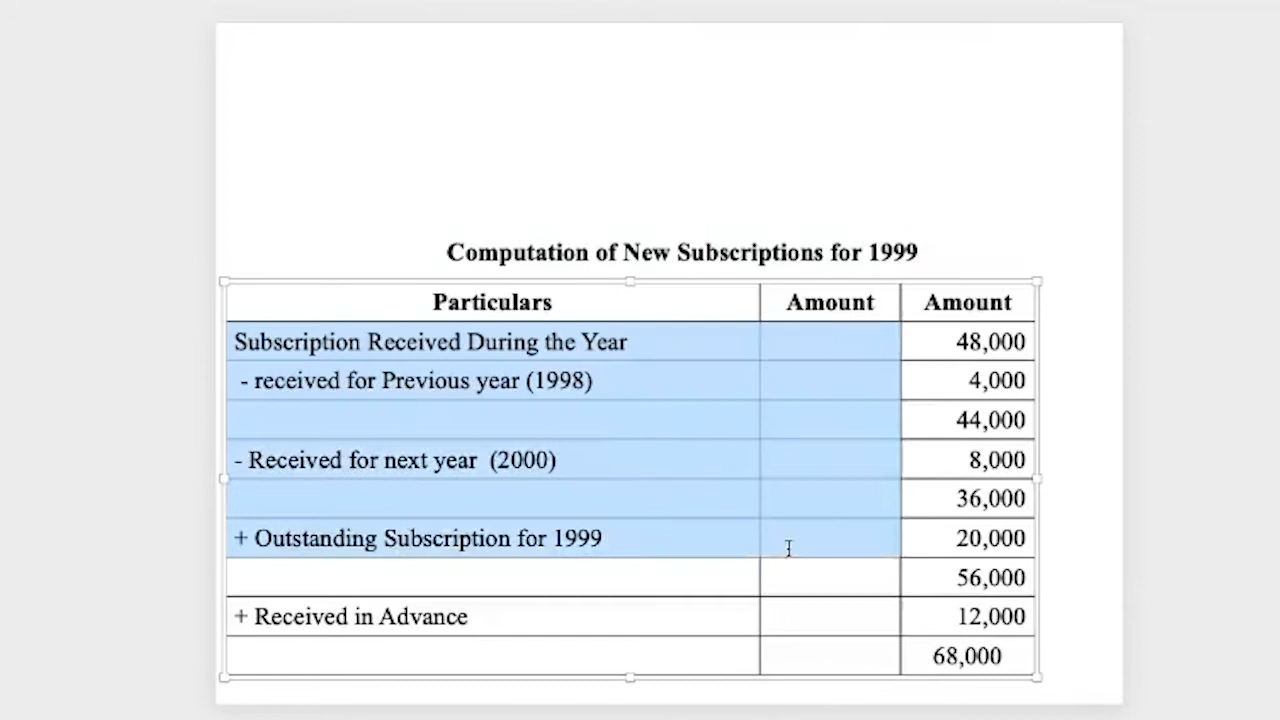 Computation of New Subscriptions for 1999
Particulars Amount Amount
Subscription Received During the Year 48,000
- received for Previous year (1998) 4,000
44,000
- Received for next year (2000) 8,000
36,000
+ Outstanding Subscription for 1999 20,000
56,000
+ Received in Advance 12,000
68,000